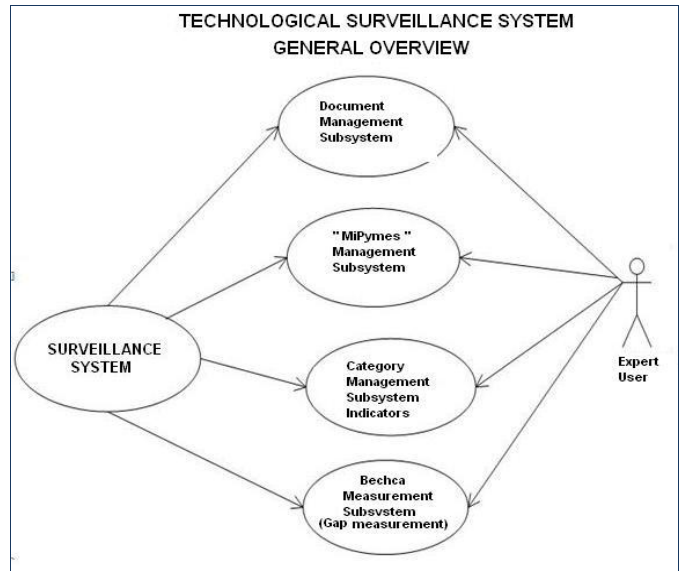 TECHNOLOGICAL SURVEILLANCE SYSTEM
GENERAL OVERVIEW
Document
Management
Subsystem
" MiPymes "
Management
Subsystem
SURVEILLANCE
SYSTEM
Expert
User
Category
Management
Subsystem
Indicators
Bechca
Measurement
Subsystem
(Gap measurement)